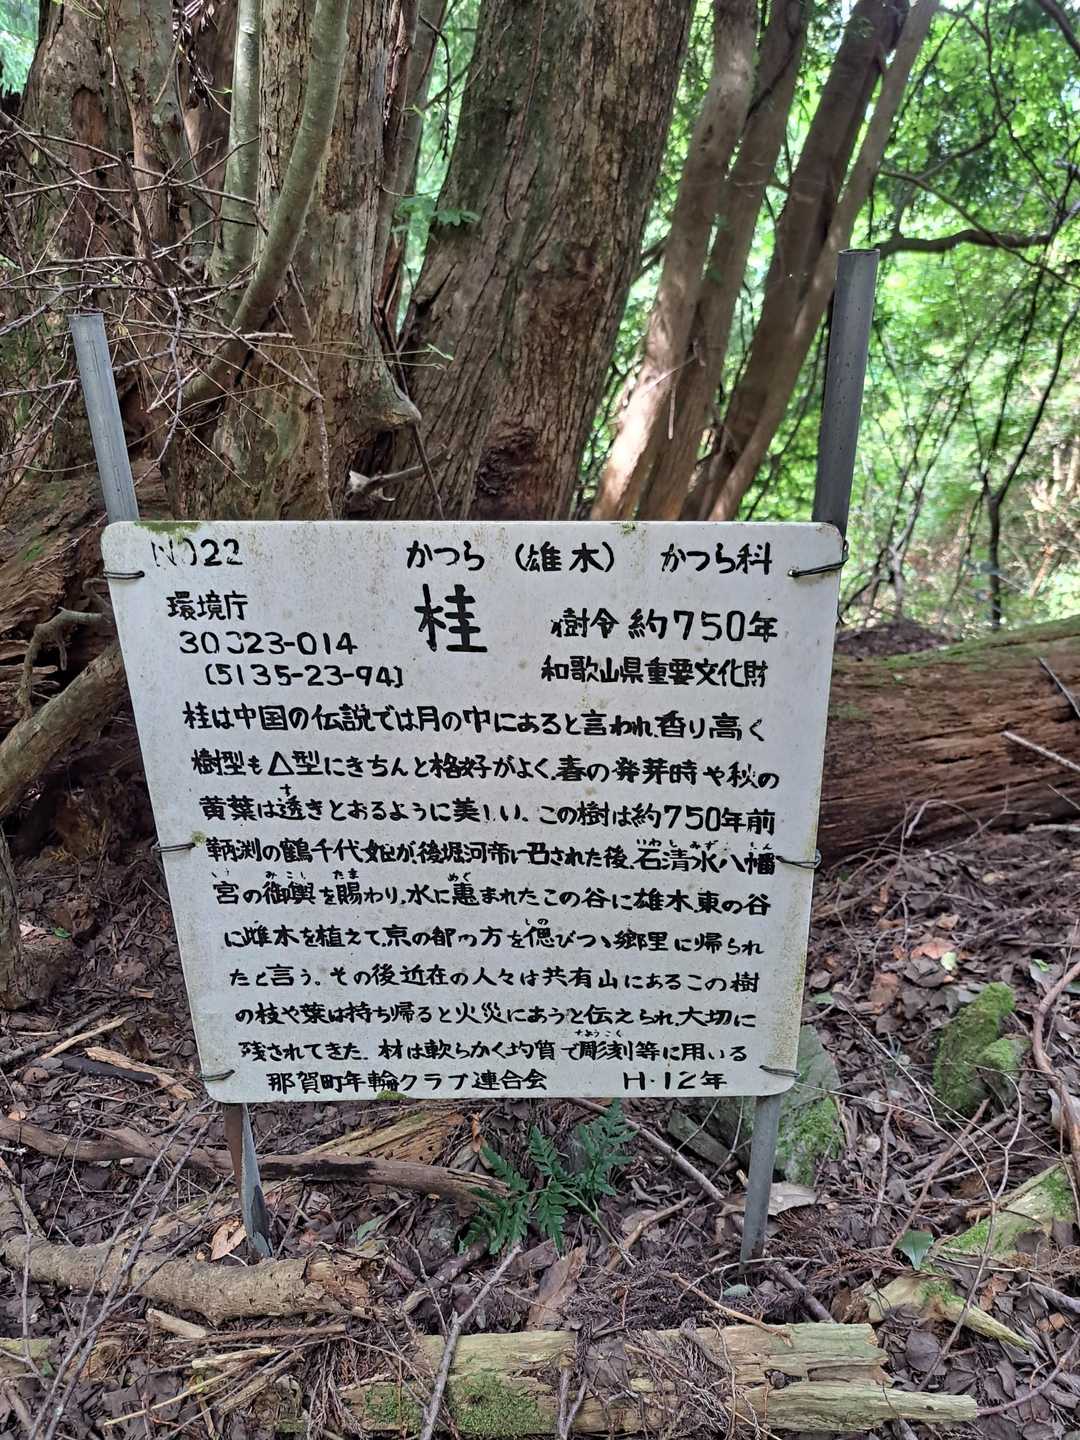 NO22 かつら (雄木) かつら科
環境庁 桂 樹令 約750年
30323-014
(5135-23-94) 和歌山県重要文化財
桂は中国の伝説では月の中にあると言われ、香り高く
樹型も△型にきちんと格好がよく、春の発芽時や秋の
黄葉は透きとおるように美しい。この樹は約750年前
鞆渕の鶴千代姫が、後堀河帝に召された後、石清水八幡
宮の御輿を賜わり、水に恵まれたこの谷に雄木、東の谷
に雌木を植えて、京の都の方を偲びつゝ郷里に帰られ
たと言う。その後近在の人々は共有山にあるこの樹
の枝や葉は持ち帰ると火災にあうと伝えられ、大切に
残されてきた。材は軟らかく均質で彫刻等に用いる
那賀町年輪クラブ連合会 H.12年